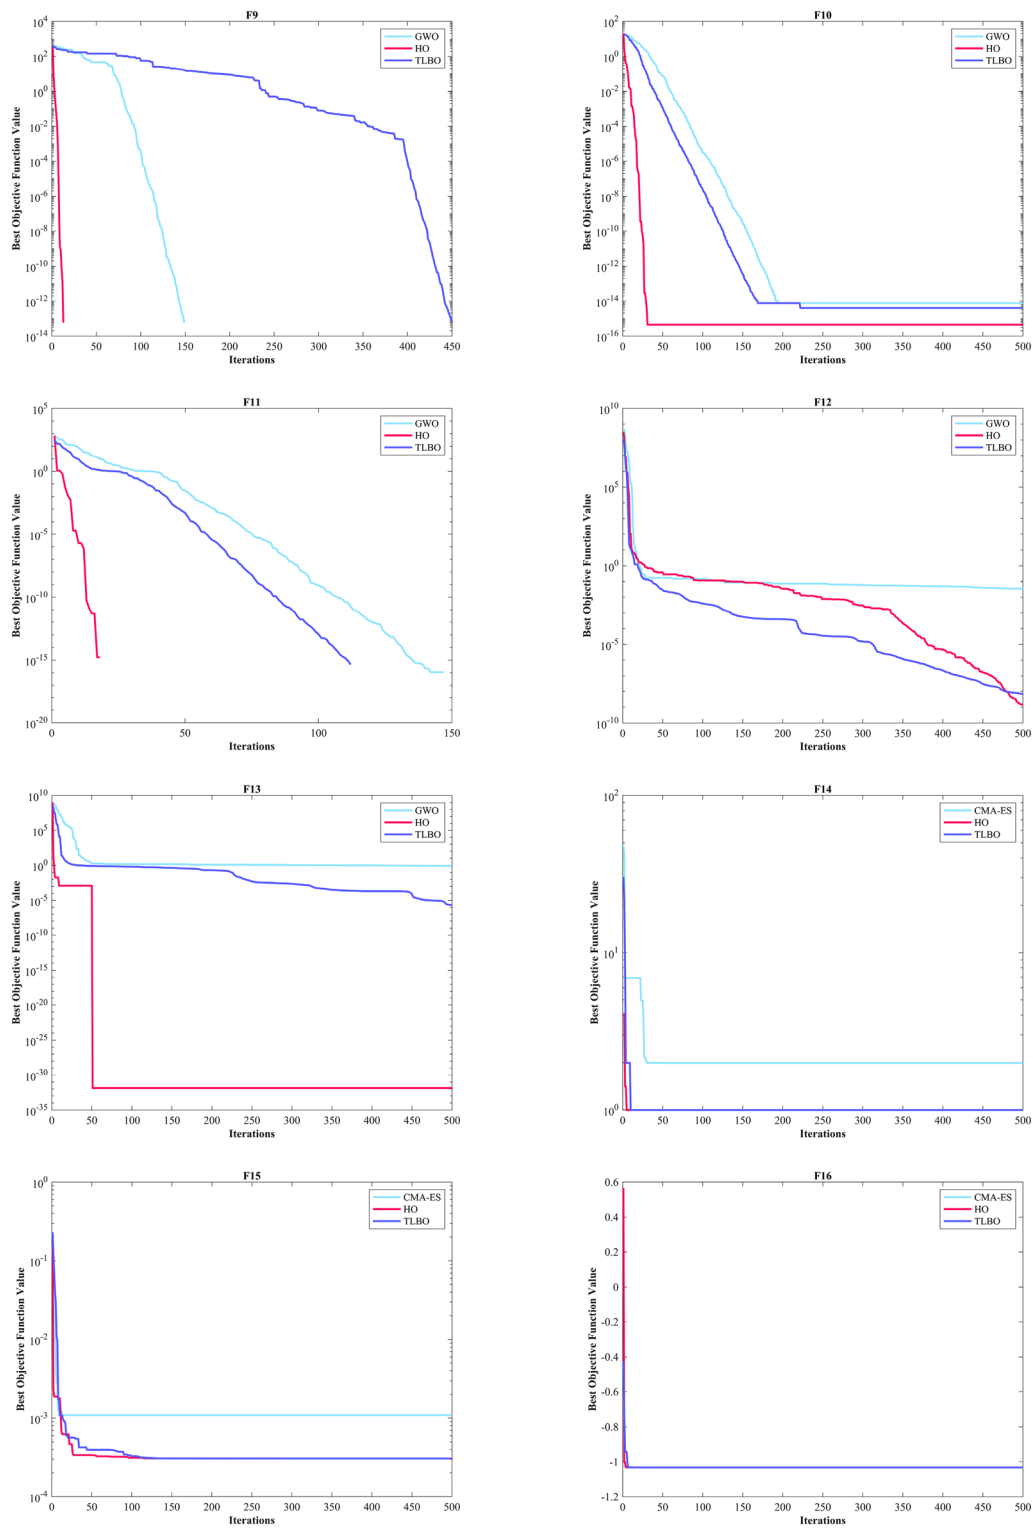 F9
10^4
10^2
10^0
10^-2
10^-4
10^-6
10^-8
10^-10
10^-12
10^-14
Best Objective Function Value
GWO
HO
TLBO
0 50 100 150 200 250 300 350 400 450
Iterations
F10
10^2
10^0
10^-2
10^-4
10^-6
10^-8
10^-10
10^-12
10^-14
10^-16
Best Objective Function Value
GWO
HO
TLBO
0 50 100 150 200 250 300 350 400 450 500
Iterations
F11
10^5
10^0
10^-5
10^-10
10^-15
10^-20
Best Objective Function Value
GWO
HO
TLBO
0 50 100 150
Iterations
F12
10^10
10^5
10^0
10^-5
10^-10
Best Objective Function Value
GWO
HO
TLBO
0 50 100 150 200 250 300 350 400 450 500
Iterations
F13
10^10
10^5
10^0
10^-5
10^-10
10^-15
10^-20
10^-25
10^-30
10^-35
Best Objective Function Value
GWO
HO
TLBO
0 50 100 150 200 250 300 350 400 450 500
Iterations
F14
10^2
10^1
10^0
Best Objective Function Value
CMA-ES
HO
TLBO
0 50 100 150 200 250 300 350 400 450 500
Iterations
F15
10^0
10^-1
10^-2
10^-3
10^-4
Best Objective Function Value
CMA-ES
HO
TLBO
0 50 100 150 200 250 300 350 400 450 500
Iterations
F16
0.6
0.4
0.2
0
-0.2
-0.4
-0.6
-0.8
-1
-1.2
Best Objective Function Value
CMA-ES
HO
TLBO
0 50 100 150 200 250 300 350 400 450 500
Iterations